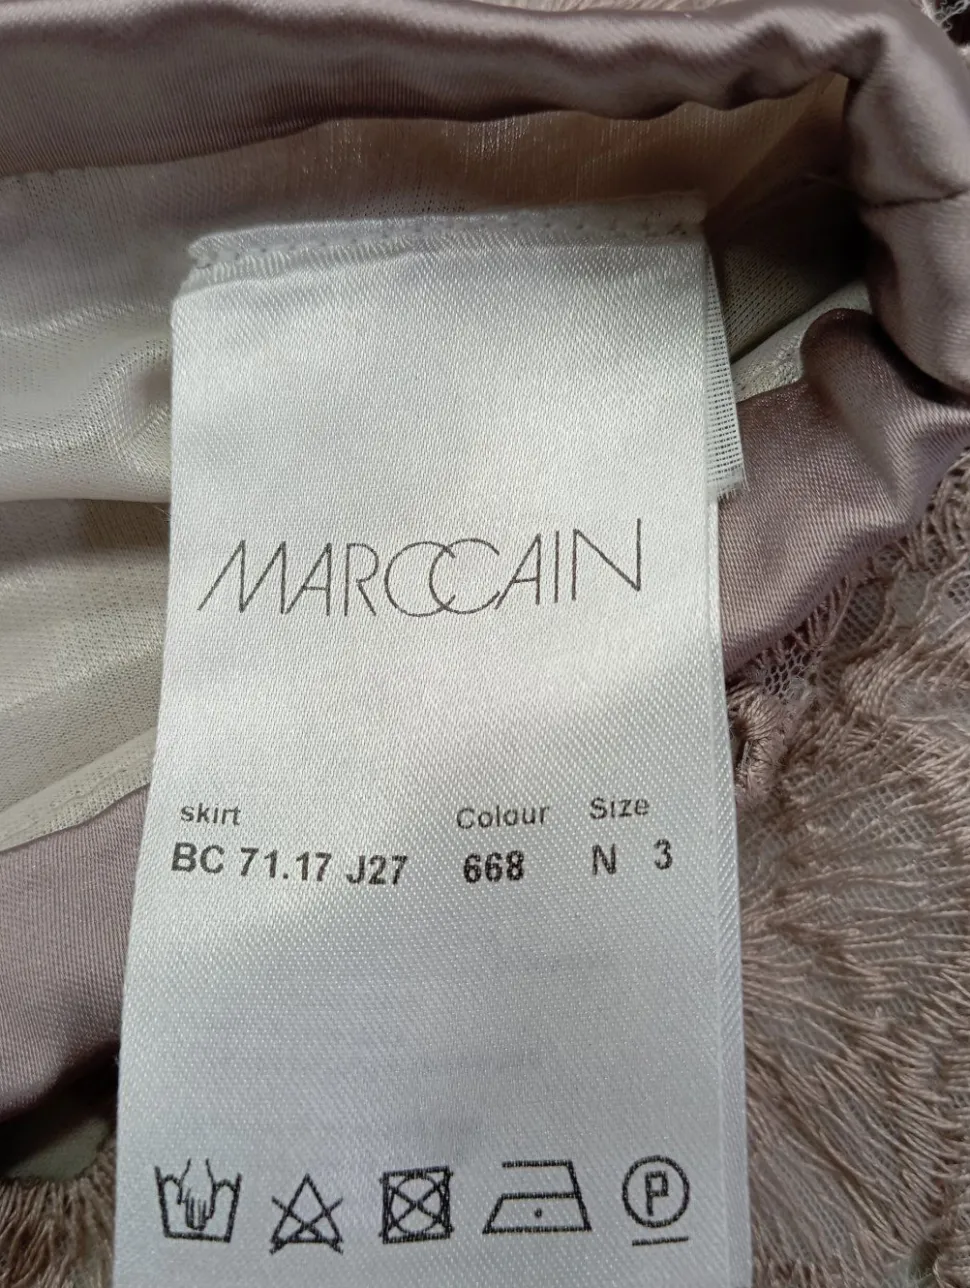 MARCCAIN
skirt Colour Size
BC 71.17 J27 668 N 3
P